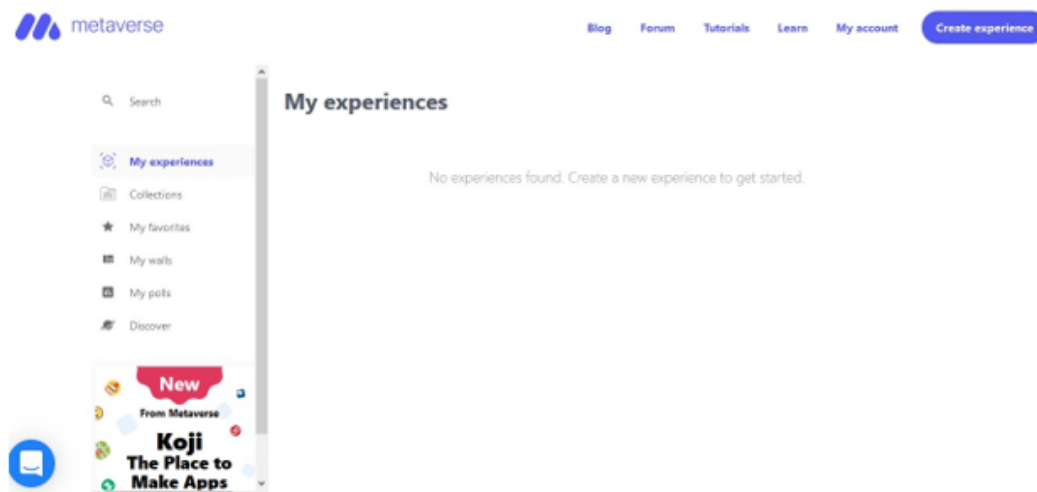 metaverse
Blog Forum Tutorials Learn My account Create experience
Search
My experiences
Collections
My favorites
My walls
My polls
Discover
New
From Metaverse
Koji
The Place to
Make Apps
My experiences
No experiences found. Create a new experience to get started.